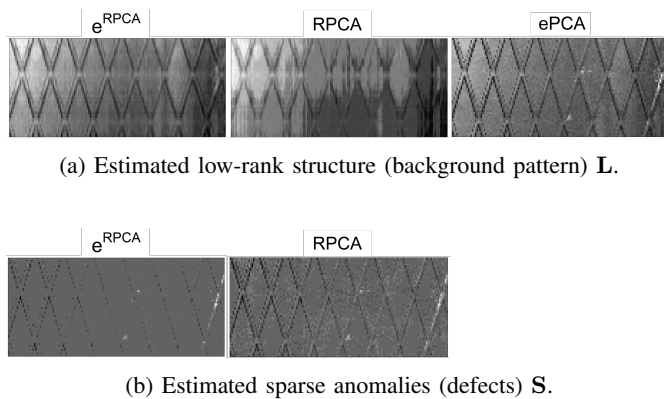 e^RPCA RPCA ePCA
(a) Estimated low-rank structure (background pattern) L.
e^RPCA RPCA
(b) Estimated sparse anomalies (defects) S.